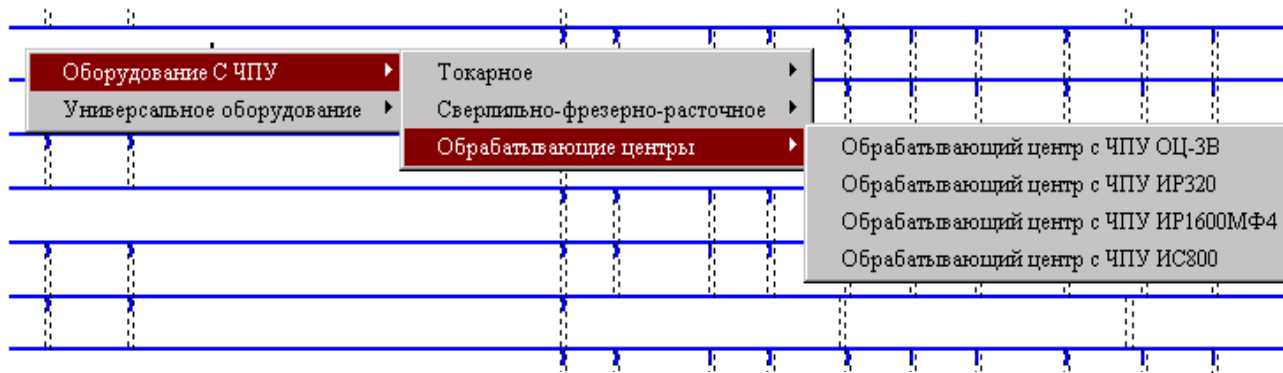 Оборудование С ЧПУ
Универсальное оборудование
Токарное
Сверлильно-фрезерно-расточное
Обрабатывающие центры
Обрабатывающий центр с ЧПУ ОЦ-3В
Обрабатывающий центр с ЧПУ ИР320
Обрабатывающий центр с ЧПУ ИР1600МФ4
Обрабатывающий центр с ЧПУ ИС800